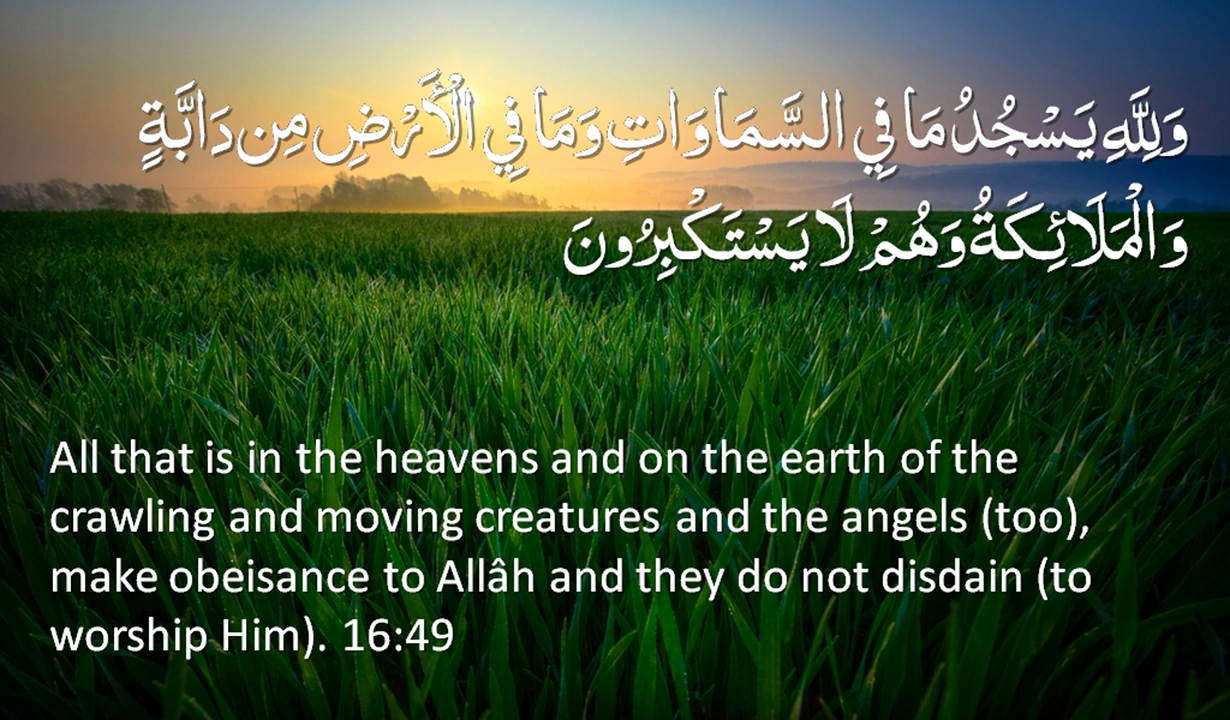 وَلِلَّهِ يَسْجُدُ مَا فِي السَّمَاوَاتِ وَمَا فِي الْأَرْضِ مِن دَابَّةٍ
وَالْمَلَائِكَةُ وَهُمْ لَا يَسْتَكْبِرُونَ
All that is in the heavens and on the earth of the
crawling and moving creatures and the angels (too),
make obeisance to Allâh and they do not disdain (to
worship Him). 16:49